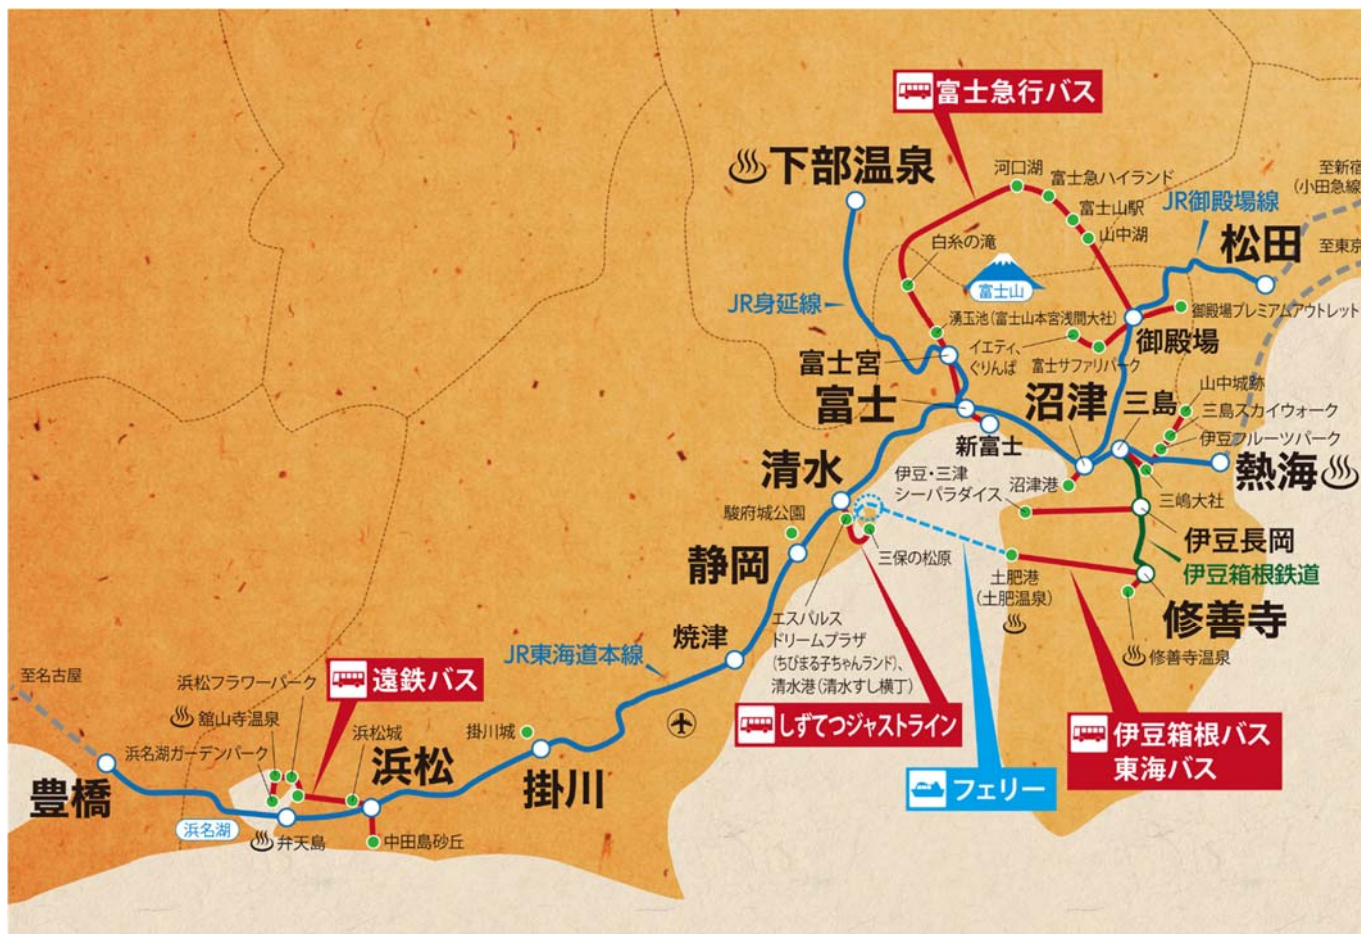 富士急行バス
下部温泉
河口湖
富士急ハイランド
富士山駅
山中湖
至新宿
(小田急線
JR御殿場線
松田
至東京
白糸の滝
富士山
JR身延線
湧玉池(富士山本宮浅間大社)
御殿場プレミアムアウトレット
御殿場
イエティ、
ぐりんぱ
富士サファリパーク
富士宮
富士
新富士
沼津
三島
山中城跡
三島スカイウォーク
伊豆フルーツパーク
熱海
三嶋大社
清水
伊豆・三津
シーパラダイス
沼津港
駿府城公園
静岡
三保の松原
伊豆長岡
伊豆箱根鉄道
土肥港
(土肥温泉)
修善寺
修善寺温泉
焼津
エスパルス
ドリームプラザ
(ちびまる子ちゃんランド)、
清水港(清水すし横丁)
JR東海道本線
しずてつジャストライン
伊豆箱根バス
東海バス
フェリー
至名古屋
浜松フラワーパーク
遠鉄バス
舘山寺温泉
浜名湖ガーデンパーク
浜松城
浜松
掛川城
掛川
豊橋
浜名湖
弁天島
中田島砂丘